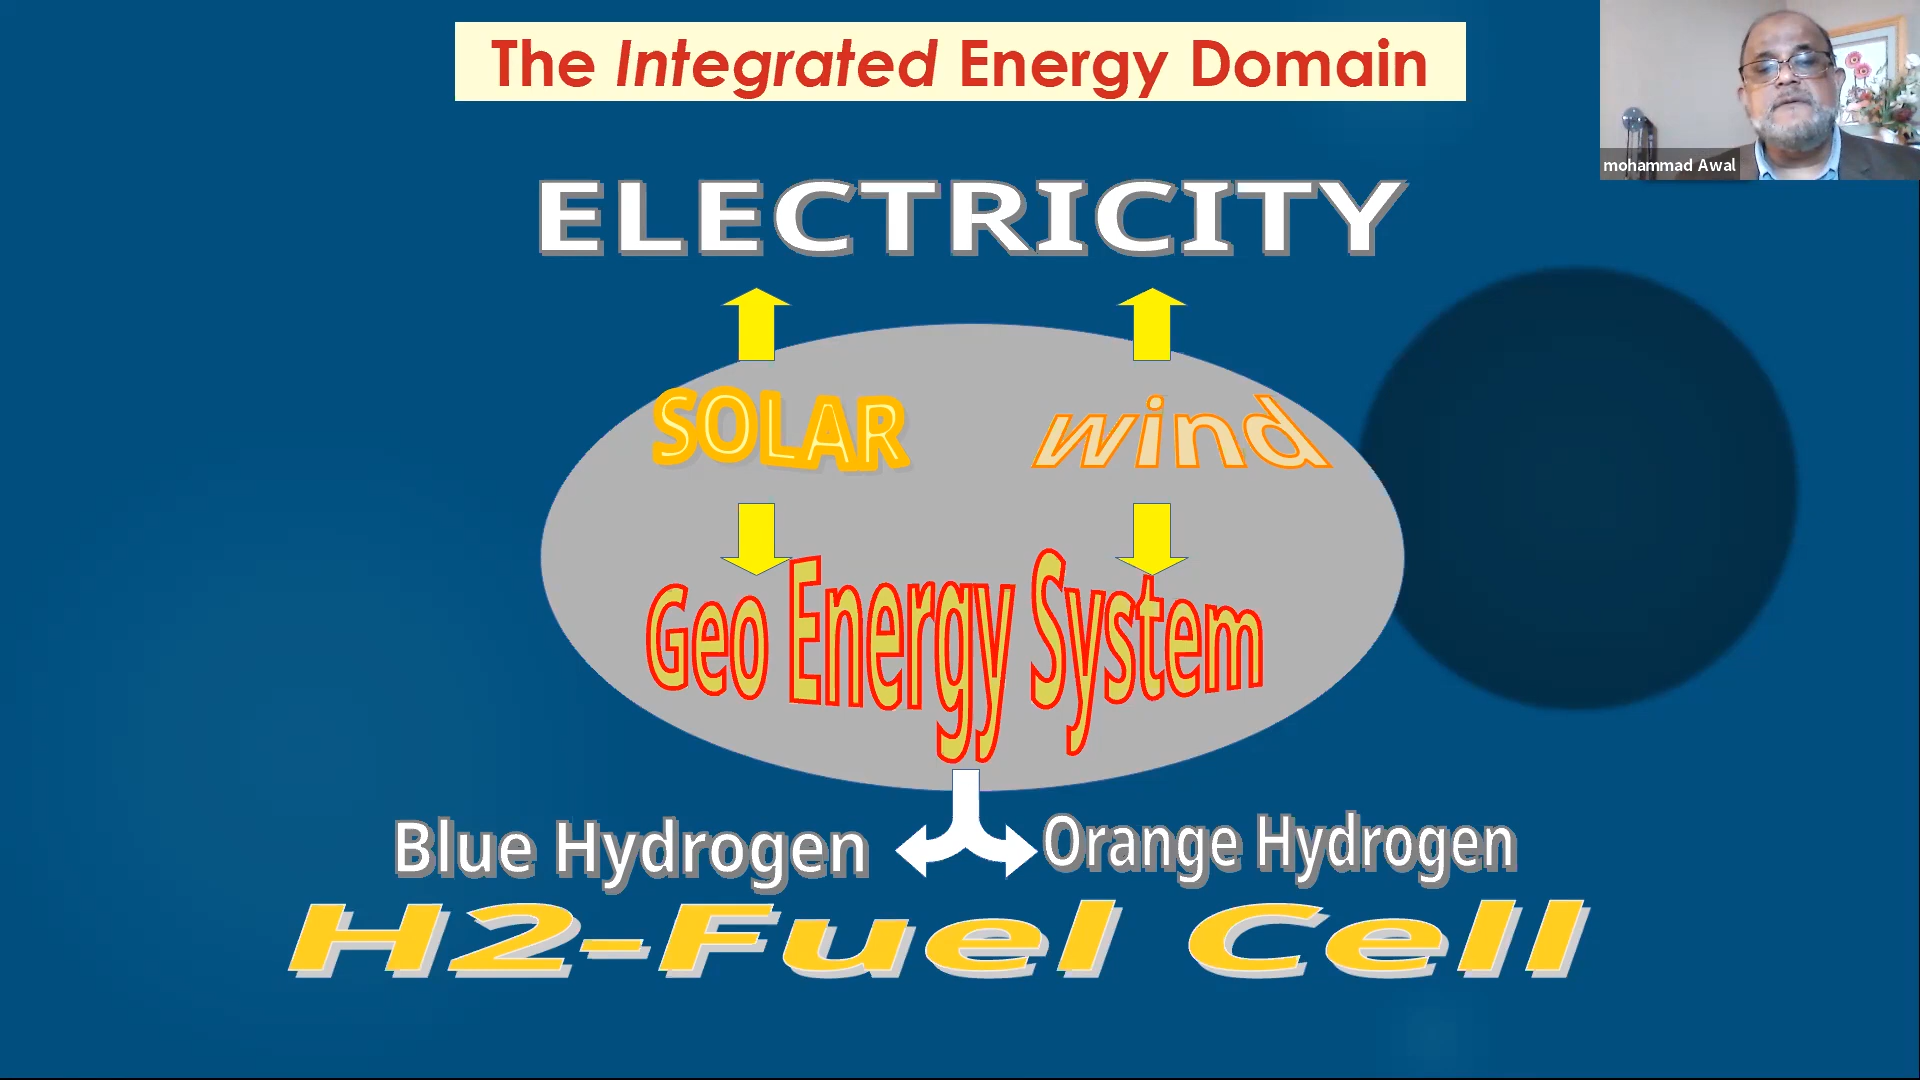 The Integrated Energy Domain
mohammad Awal
ELECTRICITY
SOLAR wind
Geo Energy System
Blue Hydrogen Orange Hydrogen
H2-Fuel Cell